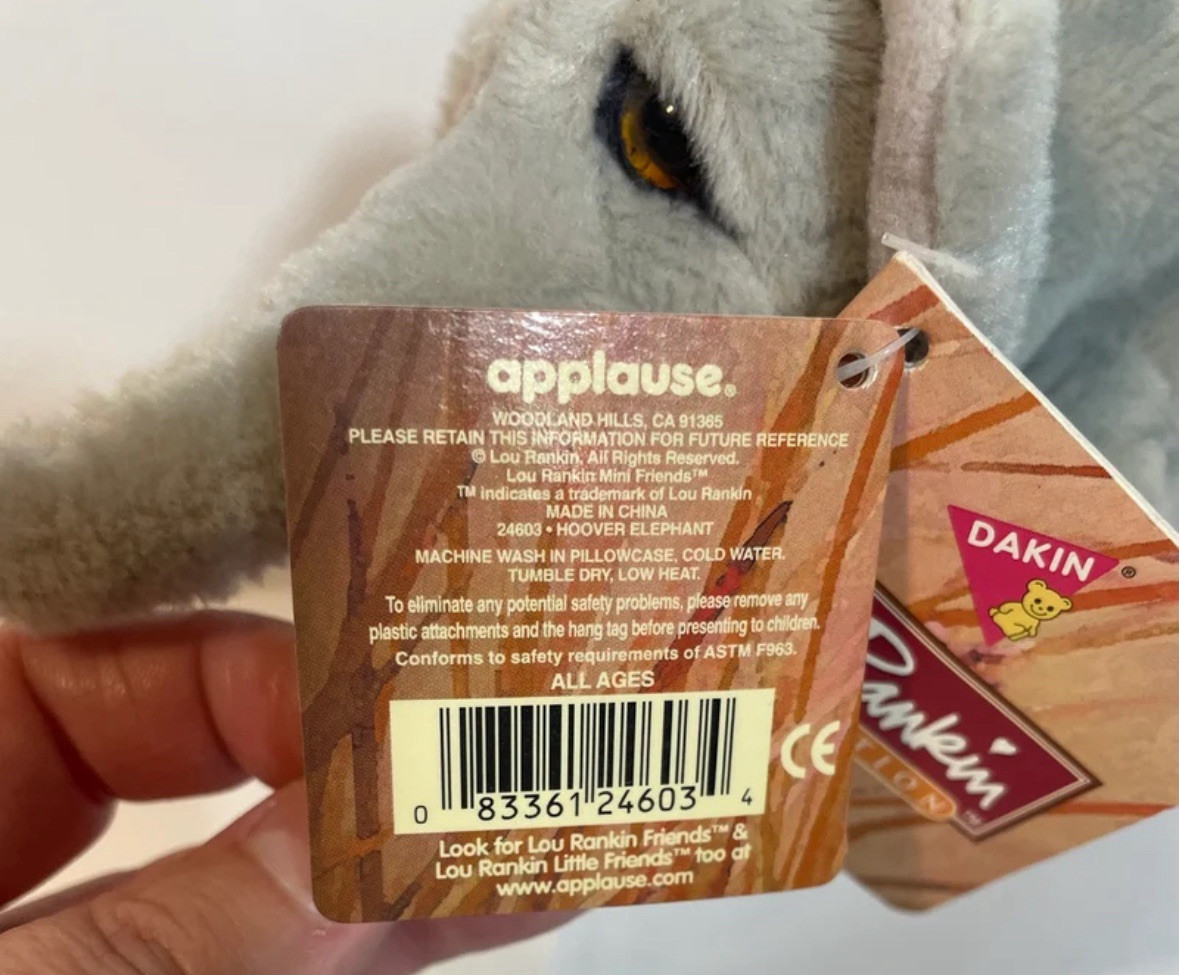 applause®
WOODLAND HILLS, CA 91365
PLEASE RETAIN THIS INFORMATION FOR FUTURE REFERENCE
© Lou Rankin, All Rights Reserved.
Lou Rankin Mini Friends™
TM indicates a trademark of Lou Rankin
MADE IN CHINA
24603 • HOOVER ELEPHANT
MACHINE WASH IN PILLOWCASE, COLD WATER.
TUMBLE DRY, LOW HEAT.
To eliminate any potential safety problems, please remove any
plastic attachments and the hang tag before presenting to children.
Conforms to safety requirements of ASTM F963.
ALL AGES
CE
0 83361 24603 4
Look for Lou Rankin Friends™ &
Lou Rankin Little Friends™ too at
www.applause.com
DAKIN®
Rankin
TION™